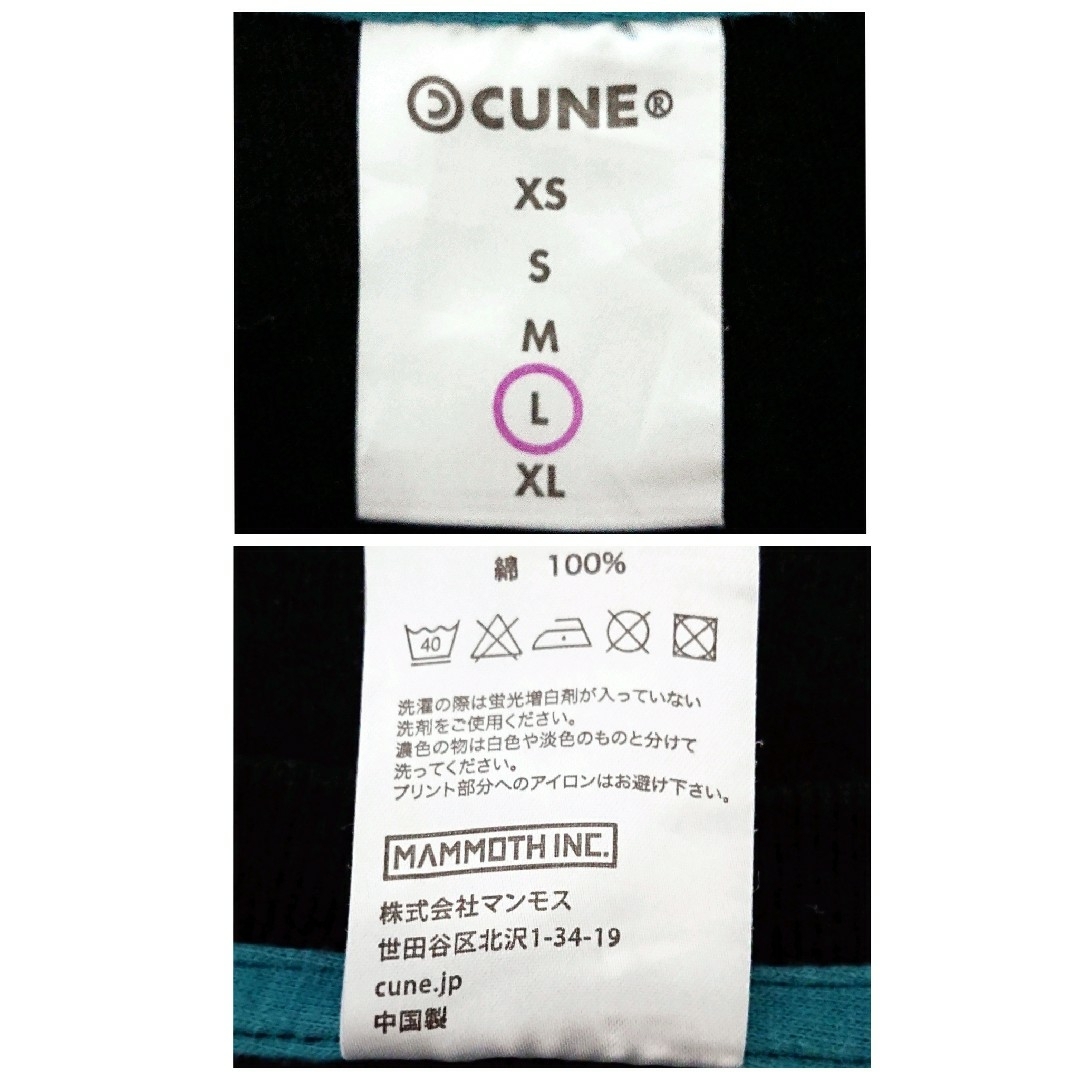 CUNE®
XS
S
M
L
XL
綿 100%
40
洗濯の際は蛍光増白剤が入っていない
洗剤をご使用ください。
濃色の物は白色や淡色のものと分けて
洗ってください。
プリント部分へのアイロンはお避け下さい。
MAMMOTH INC.
株式会社マンモス
世田谷区北沢1-34-19
cune.jp
中国製